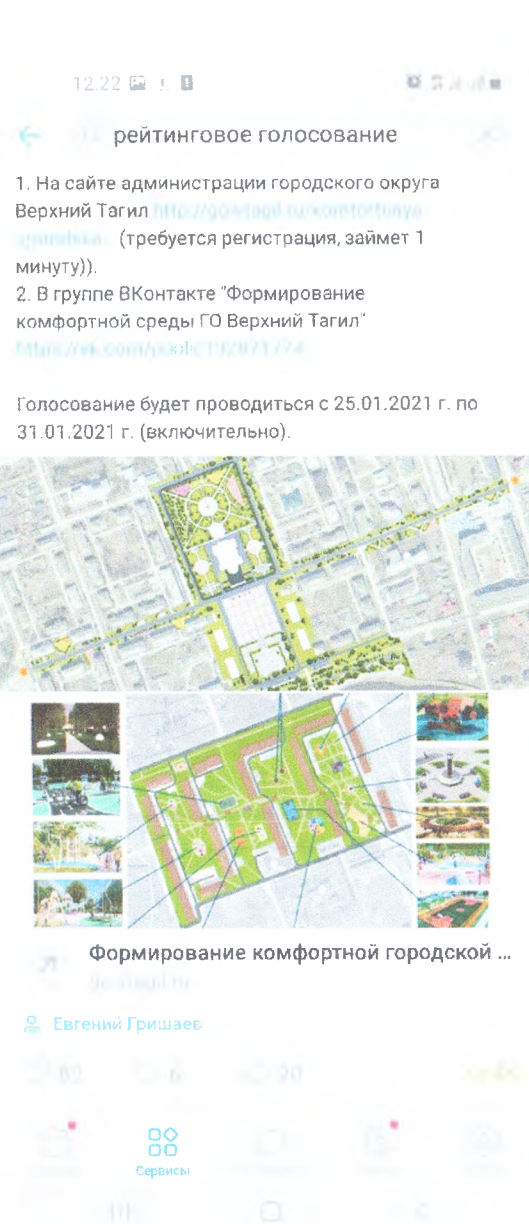 12.22
рейтинговое голосование
1. На сайте администрации городского округа
Верхний Тагил
(требуется регистрация, займет 1
минуту)).
2. В группе ВКонтакте "Формирование
комфортной среды ГО Верхний Тагил"
Голосование будет проводиться с 25.01.2021 г. по
31.01.2021 г. (включительно).
Формирование комфортной городской ...
Евгений Гришаев
Сервисы